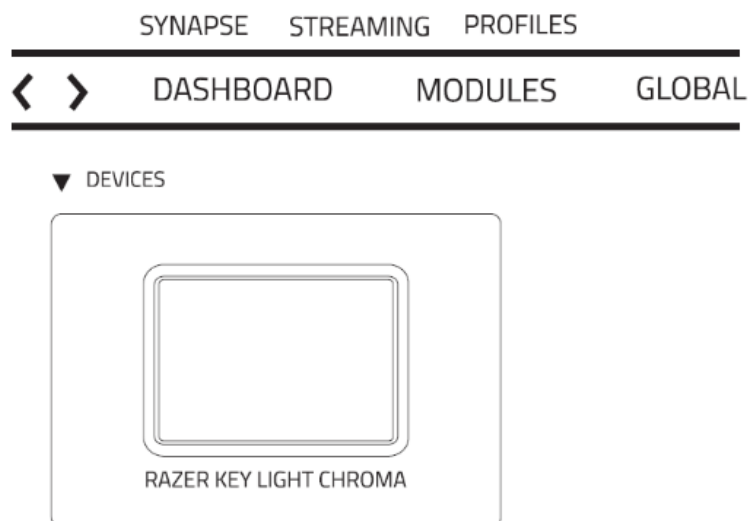 SYNAPSE STREAMING PROFILES
DASHBOARD MODULES GLOBAL
DEVICES
RAZER KEY LIGHT CHROMA